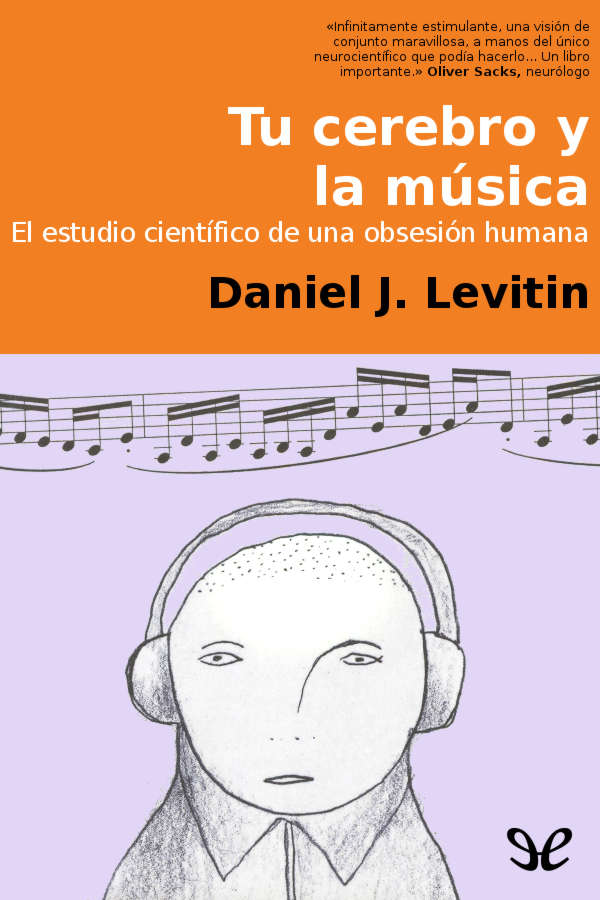 «Infinitamente estimulante, una visión de
conjunto maravillosa, a manos del único
neurocientífico que podía hacerlo... Un libro
importante.» Oliver Sacks, neurólogo
Tu cerebro y
la música
El estudio científico de una obsesión humana
Daniel J. Levitin